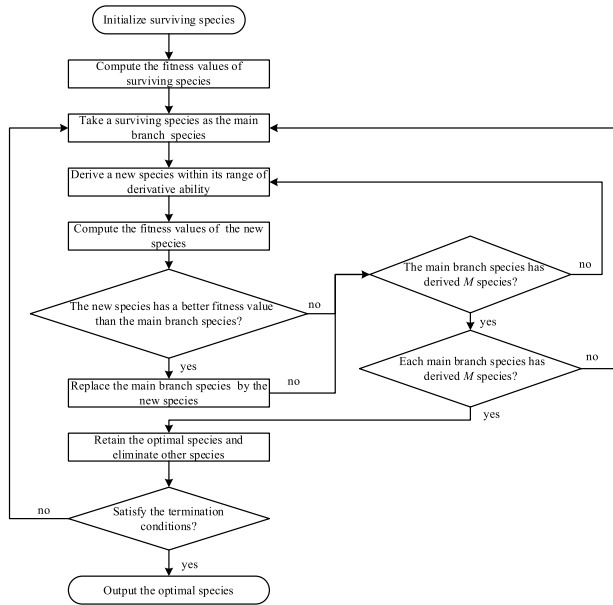 Initialize surviving species
Compute the fitness values of
surviving species
Take a surviving species as the main
branch species
Derive a new species within its range of
derivative ability
Compute the fitness values of the new
species
The new species has a better fitness value
than the main branch species?
no
yes
Replace the main branch species by the
new species
no
The main branch species has
derived M species?
no
yes
Each main branch species has
derived M species?
no
yes
Retain the optimal species and
eliminate other species
Satisfy the termination
conditions?
no
yes
Output the optimal species